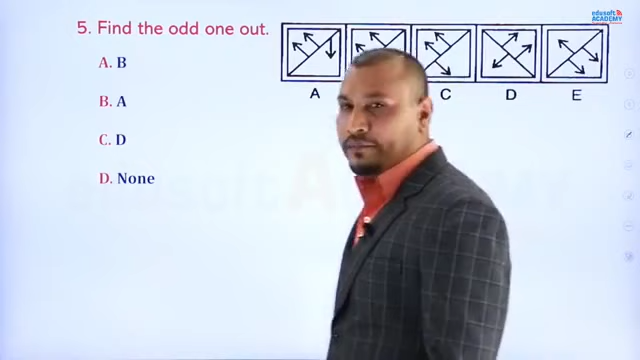 edusoft
ACADEMY
5. Find the odd one out.
A. B
B. A
C. D
D. None
A C D E